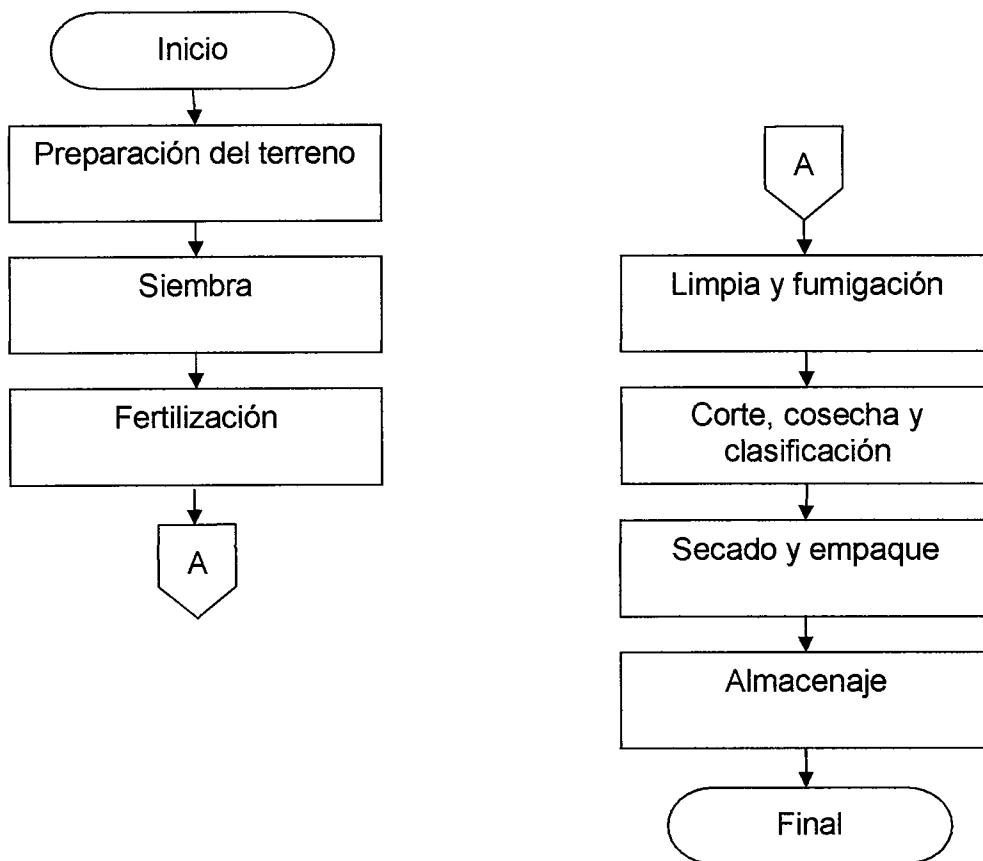 Inicio
Preparación del terreno
Siembra
Fertilización
A
A
Limpia y fumigación
Corte, cosecha y
clasificación
Secado y empaque
Almacenaje
Final